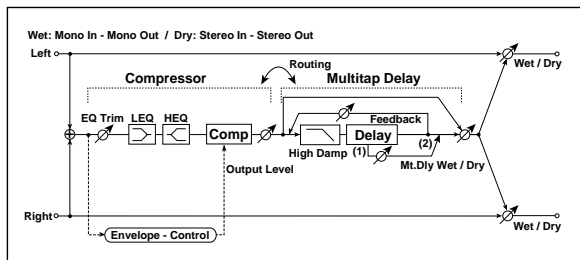 Wet: Mono In - Mono Out / Dry: Stereo In - Stereo Out
Left
Wet / Dry
Routing
Compressor
Multitap Delay
EQ Trim
LEQ
HEQ
Feedback
Comp
Delay
High Damp
(1)
(2)
Mt.Dly Wet / Dry
Output Level
Right
Envelope - Control
Wet / Dry